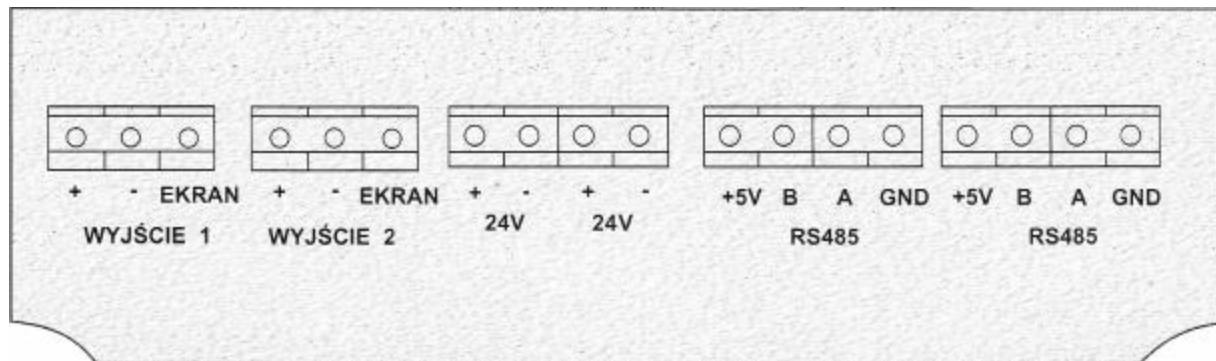 + - EKRAN + - EKRAN + - + - +5V B A GND +5V B A GND
WYJŚCIE 1 WYJŚCIE 2 24V 24V RS485 RS485